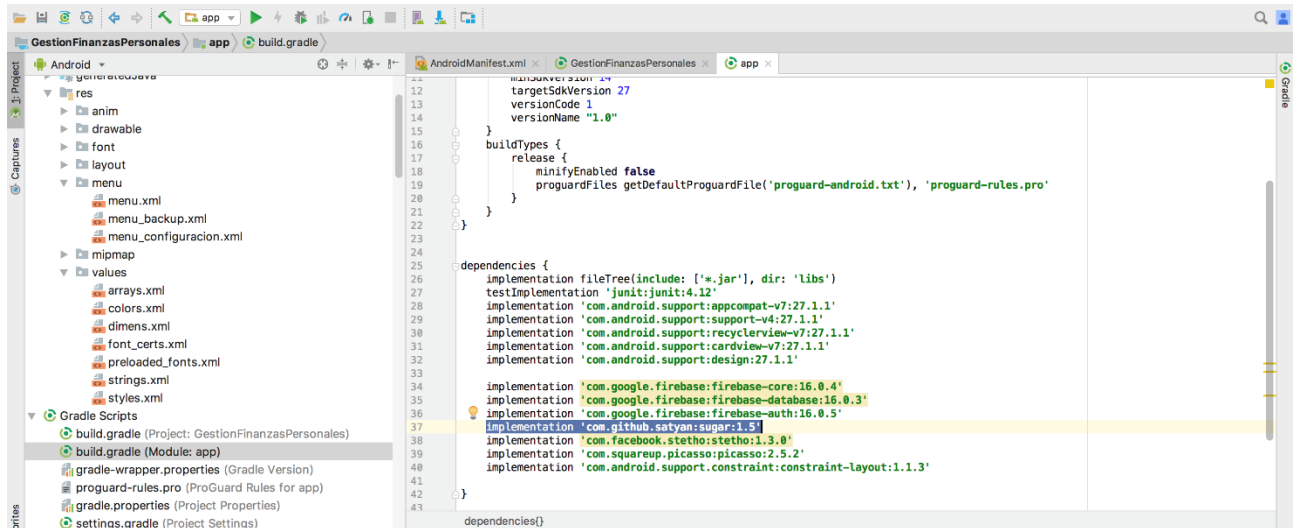 app
GestionFinanzasPersonales app build.gradle
Android
AndroidManifest.xml GestionFinanzasPersonales app
1: Project
Captures
Gradle
generatedJava
res
anim
drawable
font
layout
menu
menu.xml
menu_backup.xml
menu_configuracion.xml
mipmap
values
arrays.xml
colors.xml
dimens.xml
font_certs.xml
preloaded_fonts.xml
strings.xml
styles.xml
Gradle Scripts
build.gradle (Project: GestionFinanzasPersonales)
build.gradle (Module: app)
gradle-wrapper.properties (Gradle Version)
proguard-rules.pro (ProGuard Rules for app)
gradle.properties (Project Properties)
settings.gradle (Project Settings)
11 minSdkVersion 14
12 targetSdkVersion 27
13 versionCode 1
14 versionName "1.0"
15 }
16 buildTypes {
17 release {
18 minifyEnabled false
19 proguardFiles getDefaultProguardFile('proguard-android.txt'), 'proguard-rules.pro'
20 }
21 }
22 }
23
24
25 dependencies {
26 implementation fileTree(include: ['*.jar'], dir: 'libs')
27 testImplementation 'junit:junit:4.12'
28 implementation 'com.android.support:appcompat-v7:27.1.1'
29 implementation 'com.android.support:support-v4:27.1.1'
30 implementation 'com.android.support:recyclerview-v7:27.1.1'
31 implementation 'com.android.support:cardview-v7:27.1.1'
32 implementation 'com.android.support:design:27.1.1'
33
34 implementation 'com.google.firebase:firebase-core:16.0.4'
35 implementation 'com.google.firebase:firebase-database:16.0.3'
36 implementation 'com.google.firebase:firebase-auth:16.0.5'
37 implementation 'com.github.satyan:sugar:1.5'
38 implementation 'com.facebook.stetho:stetho:1.3.0'
39 implementation 'com.squareup.picasso:picasso:2.5.2'
40 implementation 'com.android.support.constraint:constraint-layout:1.1.3'
41
42 }
43
dependencies{}